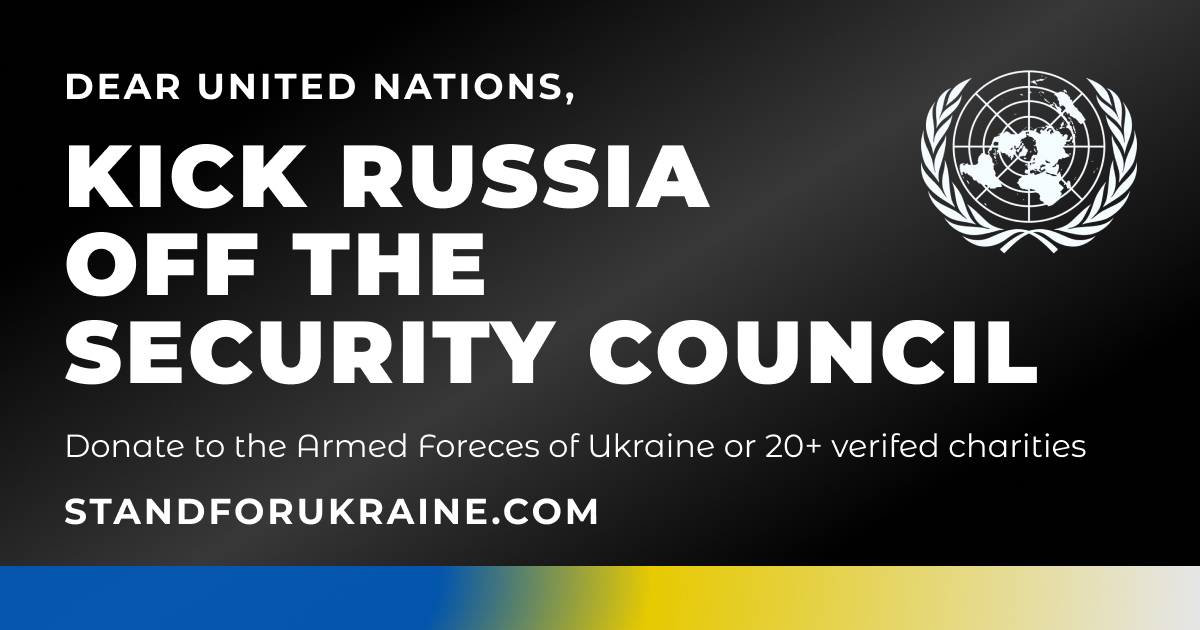 DEAR UNITED NATIONS,
KICK RUSSIA
OFF THE
SECURITY COUNCIL
Donate to the Armed Foreces of Ukraine or 20+ verifed charities
STANDFORUKRAINE.COM